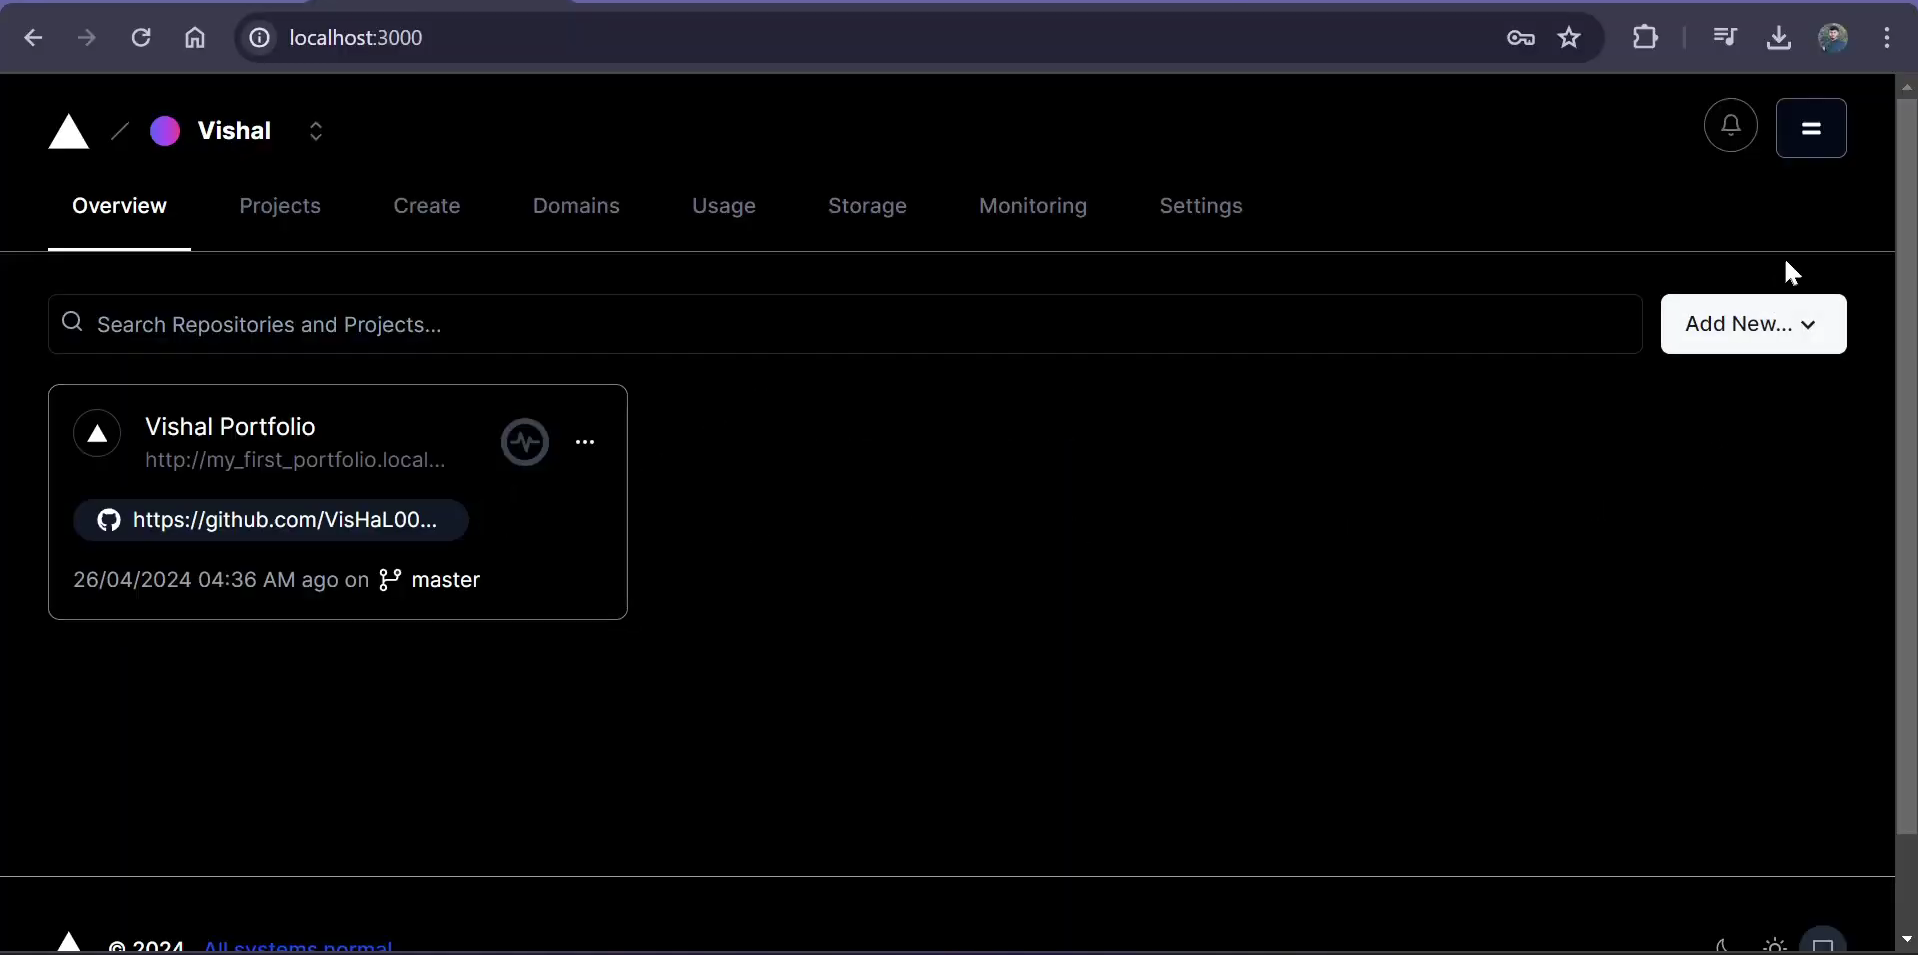 localhost:3000
Vishal
Overview Projects Create Domains Usage Storage Monitoring Settings
Search Repositories and Projects...
Add New...
Vishal Portfolio
http://my_first_portfolio.local...
https://github.com/VisHaL00...
26/04/2024 04:36 AM ago on master
© 2024 All systems normal